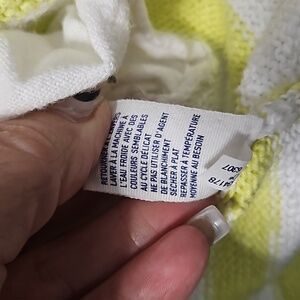 RETOURNER
LAVER À LA MACHINE À
L'EAU FROIDE AVEC DES
COULEURS SEMBLABLES
AU CYCLE DÉLICAT
NE PAS UTILISER D'AGENT
DE BLANCHIMENT
SÉCHER À PLAT
REPASSER À TEMPÉRATURE
MOYENNE AU BESOIN